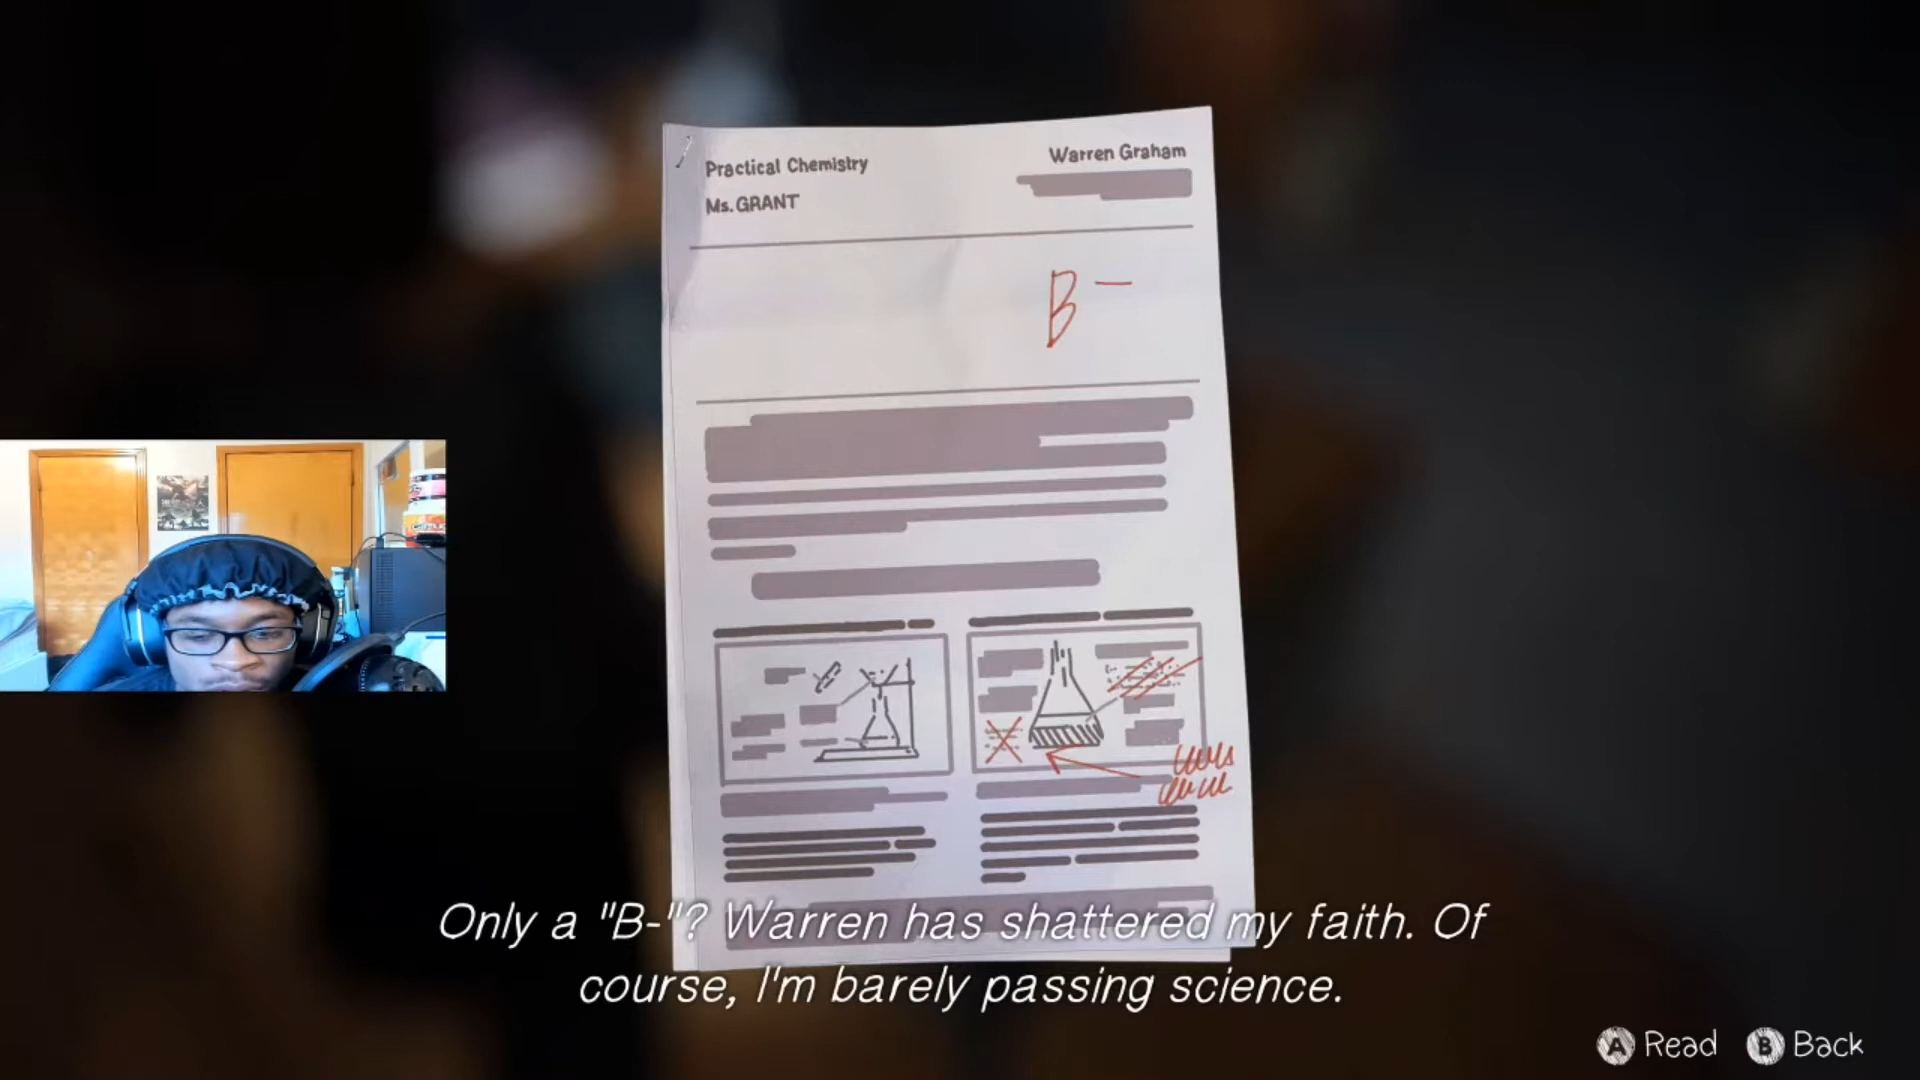 Practical Chemistry
Warren Graham
Ms. GRANT
B-
Only a "B-"? Warren has shattered my faith. Of
course, I'm barely passing science.
A Read B Back